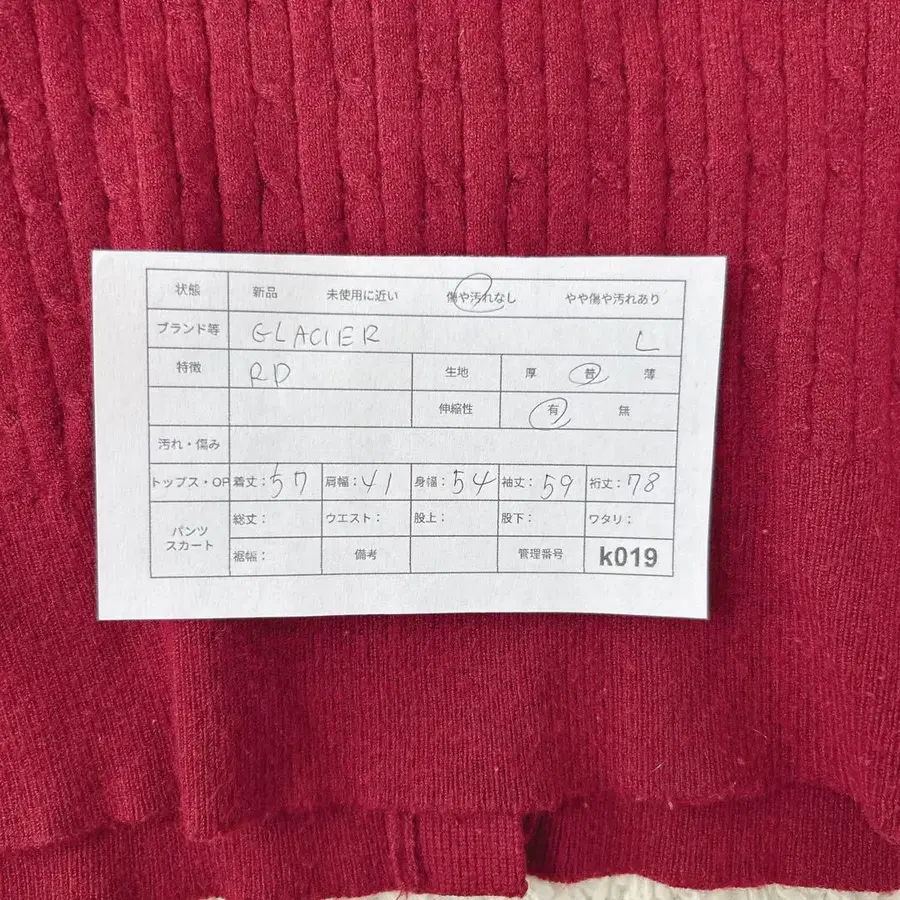 状態 新品 未使用に近い 傷や汚れなし やや傷や汚れあり
ブランド等 GLACIER L
特徴 RD 生地 厚 普 薄
伸縮性 有 無
汚れ・傷み
トップス・OP 着丈:57 肩幅:41 身幅:54 袖丈:59 裄丈:78
パンツ
スカート
総丈: ウエスト: 股上: 股下: ワタリ:
裾幅: 備考 管理番号 k019